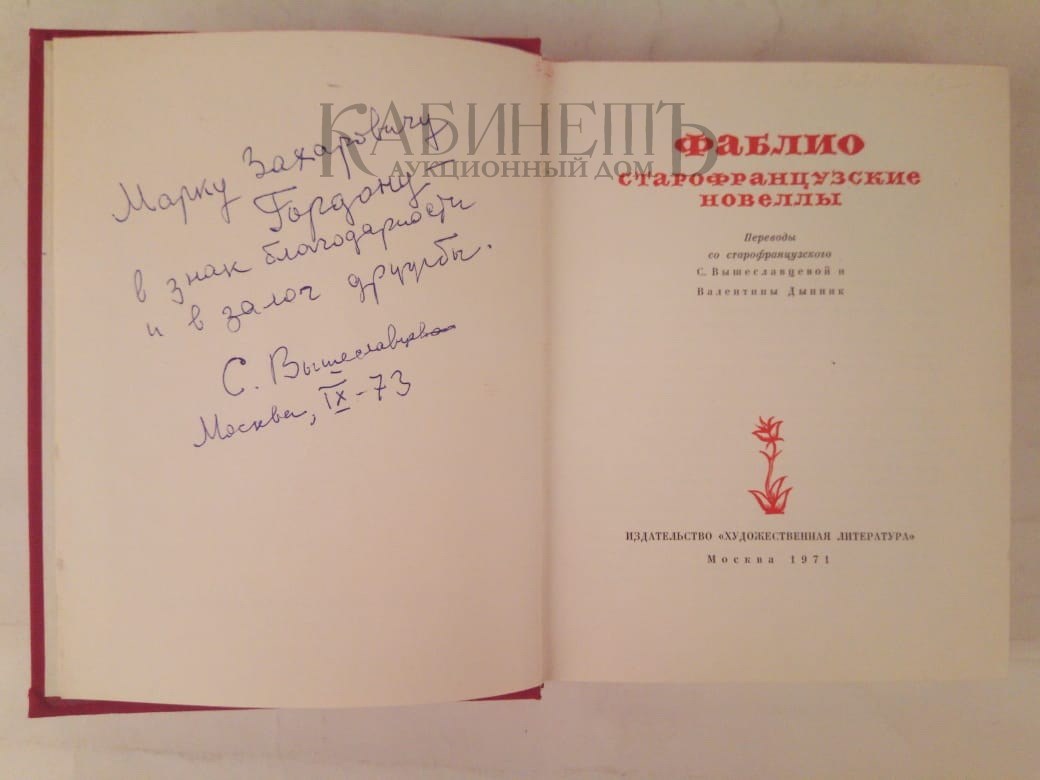 Марку Захаровичу
Гордону
в знак благодарности
и в залог дружбы.
С. Вышеславцева
Москва, IX-73
КАБИНЕТЪ
АУКЦИОННЫЙ ДОМ
ФАБЛИО
СТАРОФРАНЦУЗСКИЕ
НОВЕЛЛЫ
Переводы
со старофранцузского
С. Вышеславцевой и
Валентины Дынник
ИЗДАТЕЛЬСТВО «ХУДОЖЕСТВЕННАЯ ЛИТЕРАТУРА»
Москва 1971